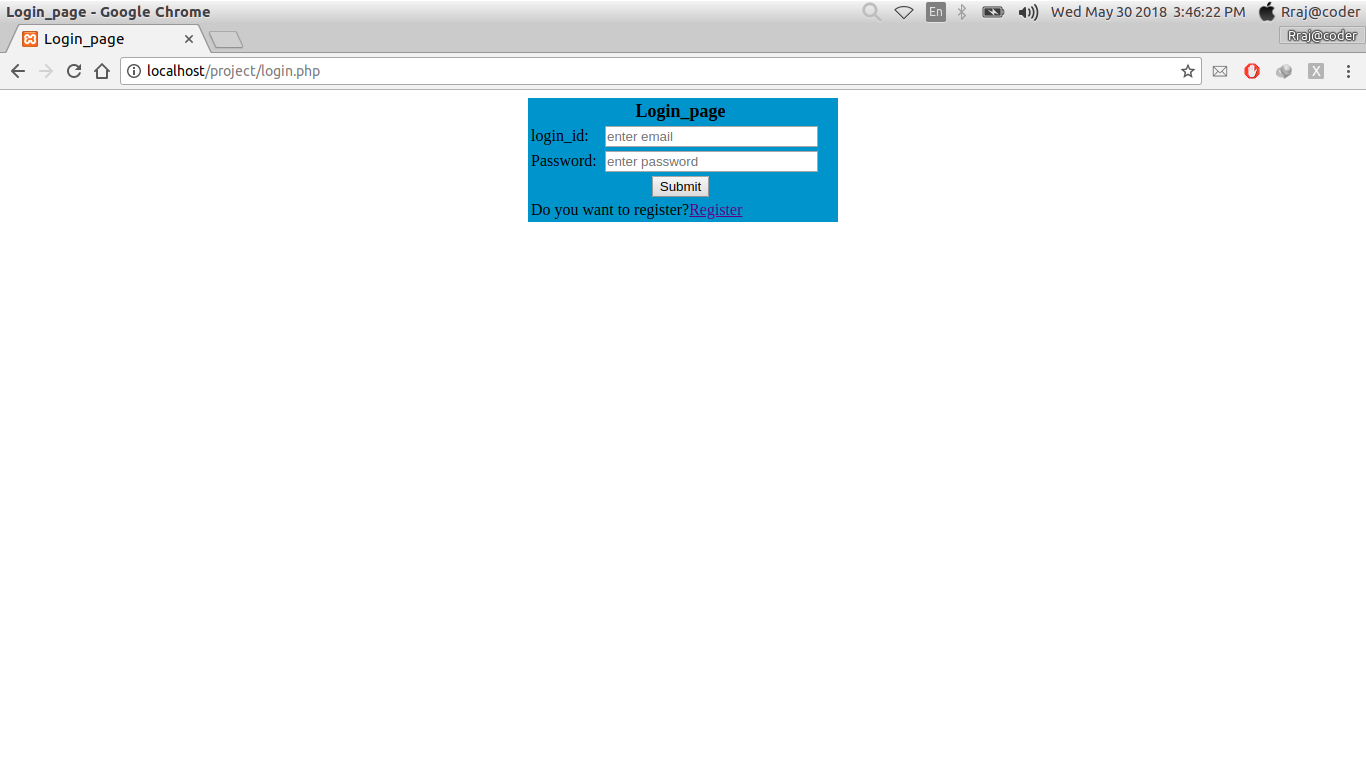 Login_page - Google Chrome
En
Wed May 30 2018 3:46:22 PM
Rraj@coder
Login_page
Rraj@coder
localhost/project/login.php
X
Login_page
login_id: enter email
Password: enter password
Submit
Do you want to register?Register